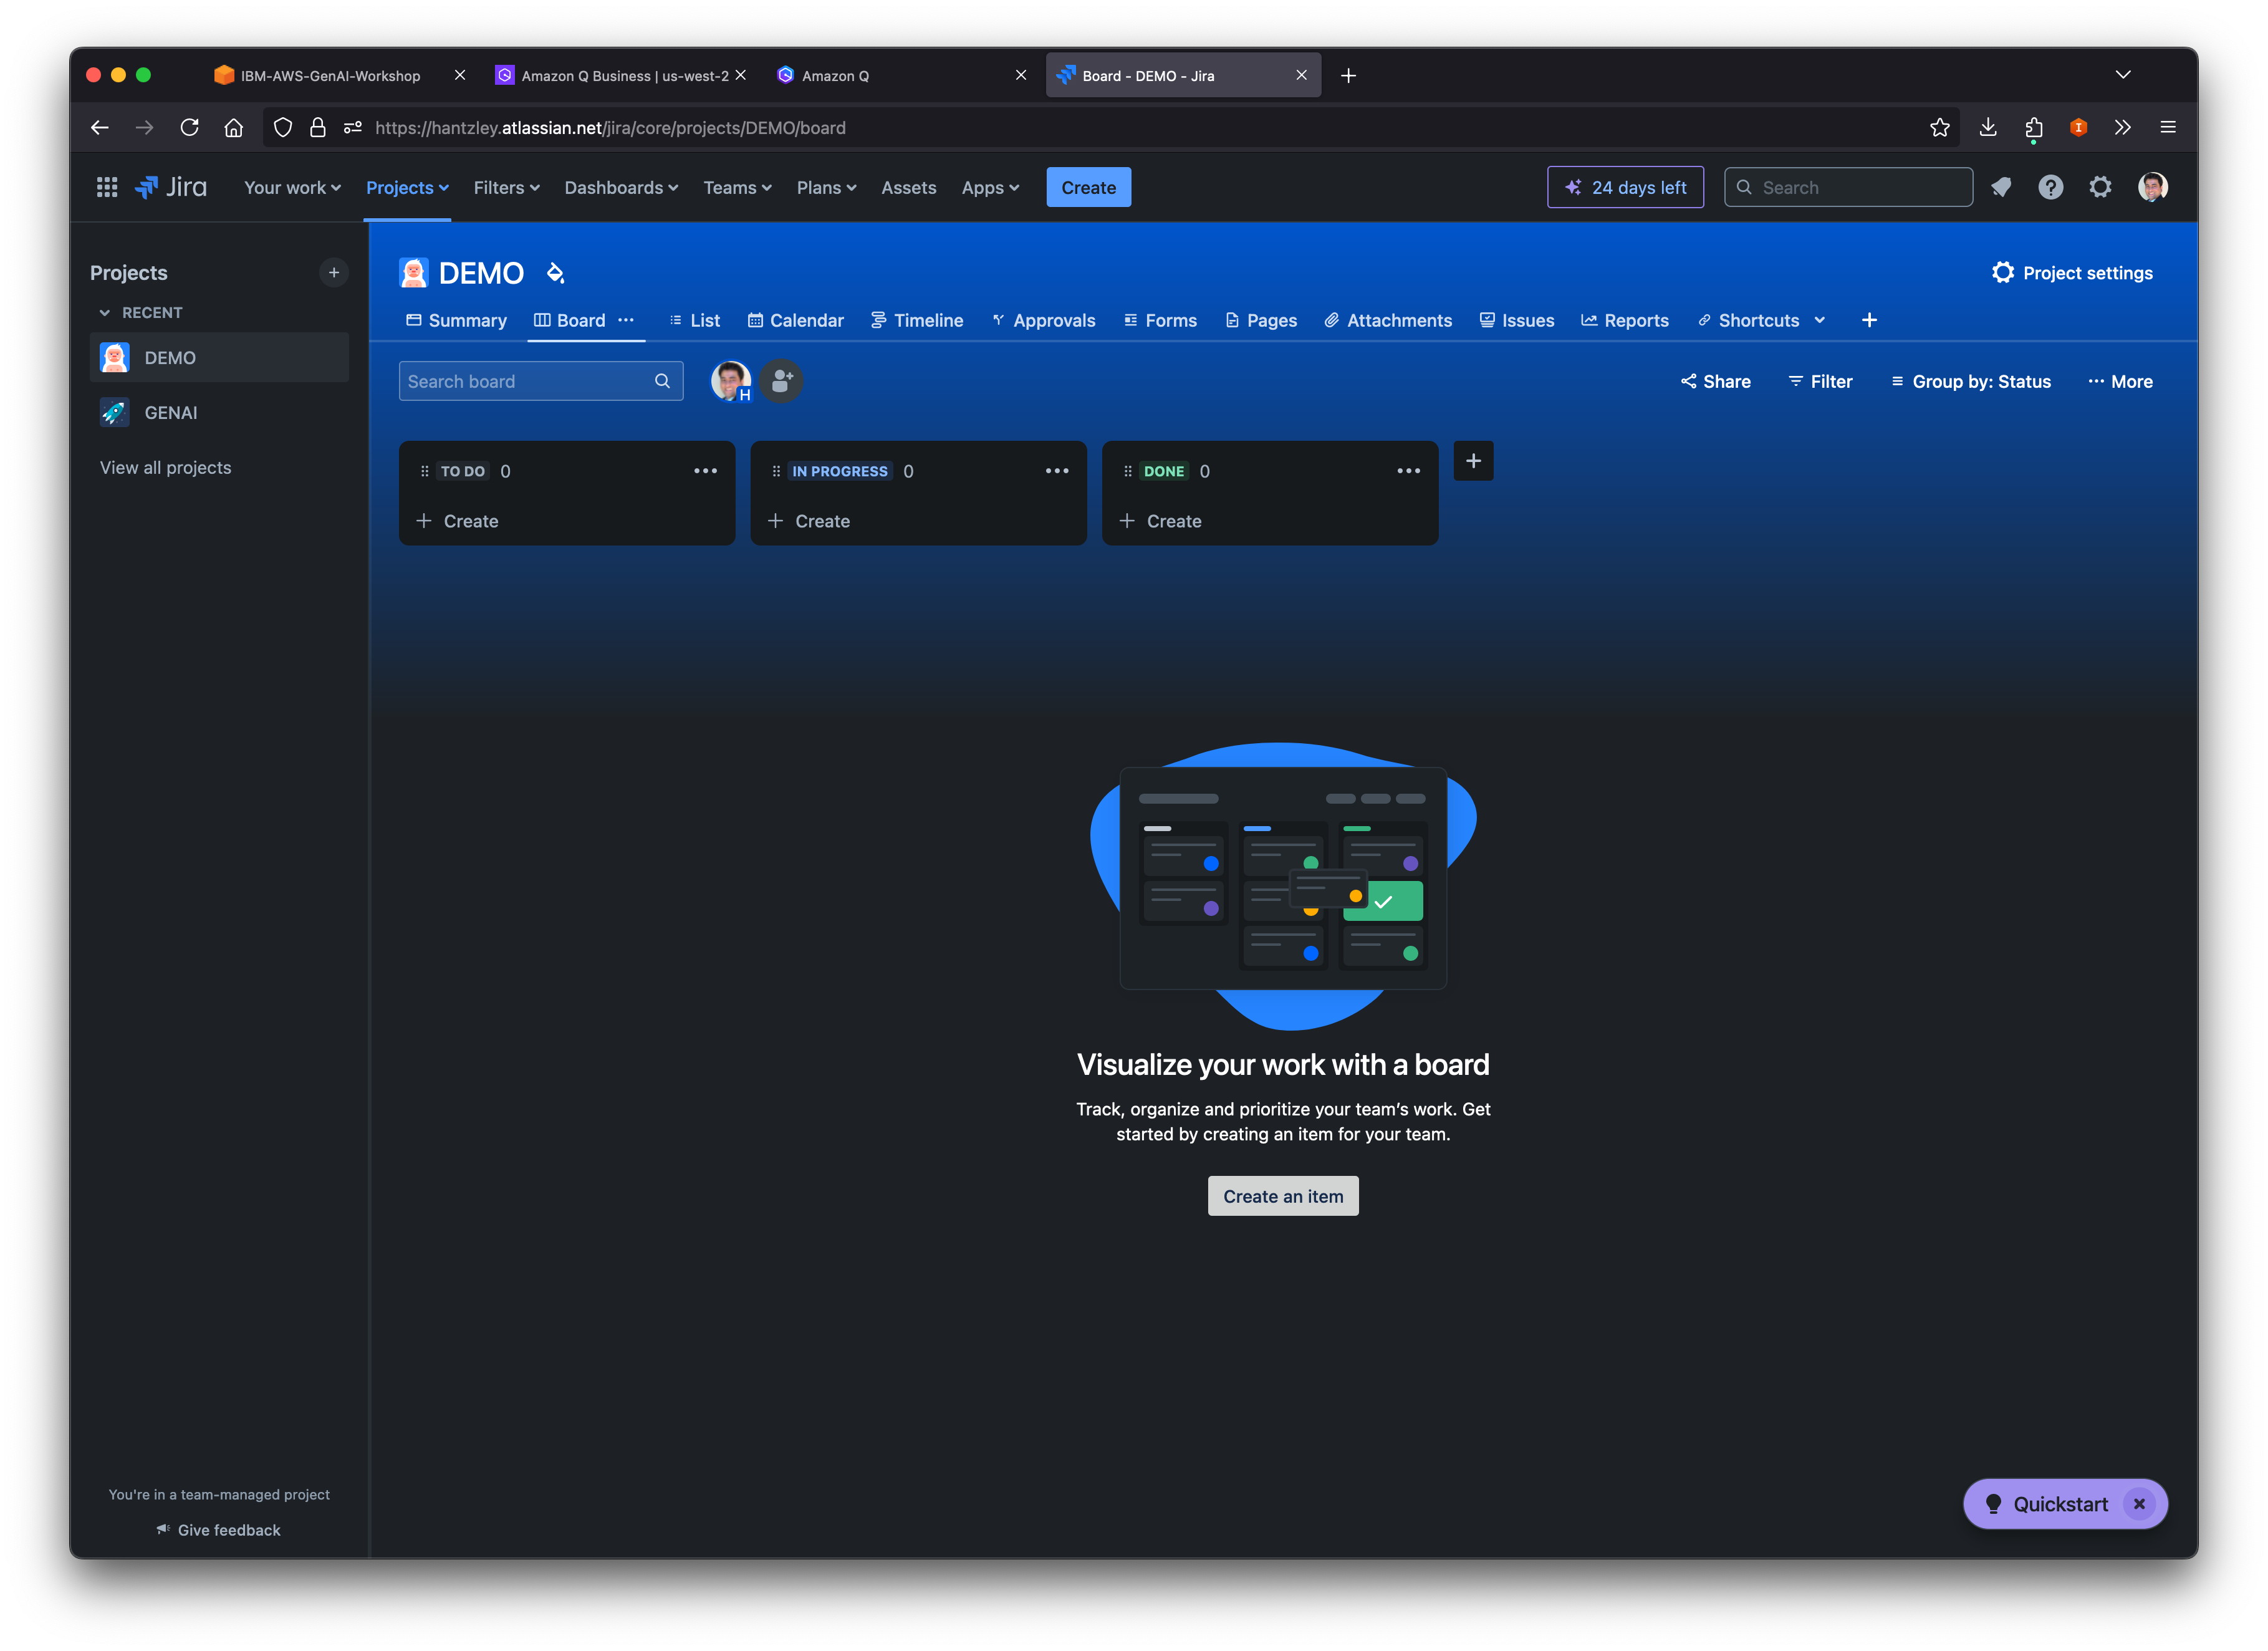 IBM-AWS-GenAI-Workshop
Amazon Q Business | us-west-2
Amazon Q
Board - DEMO - Jira
https://hantzley.atlassian.net/jira/core/projects/DEMO/board
Jira Your work Projects Filters Dashboards Teams Plans Assets Apps Create 24 days left Search
Projects
RECENT
DEMO
GENAI
View all projects
DEMO
Project settings
Summary Board List Calendar Timeline Approvals Forms Pages Attachments Issues Reports Shortcuts
Search board
H
Share Filter Group by: Status More
TO DO 0
Create
IN PROGRESS 0
Create
DONE 0
Create
Visualize your work with a board
Track, organize and prioritize your team’s work. Get
started by creating an item for your team.
Create an item
You're in a team-managed project
Give feedback
Quickstart